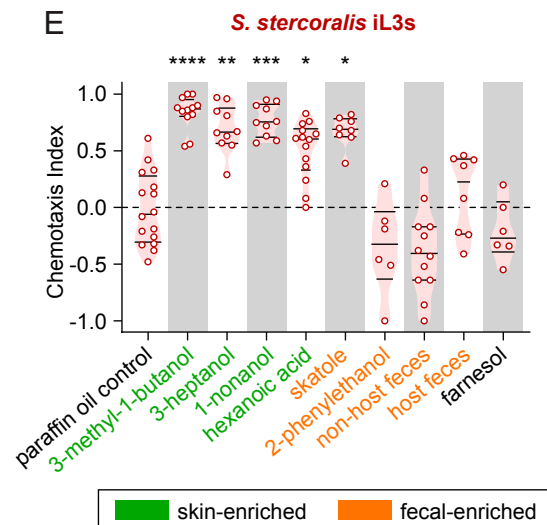 E
S. stercoralis iL3s
**** ** *** * *
Chemotaxis Index
1.0
0.5
0.0
-0.5
-1.0
paraffin oil control
3-methyl-1-butanol
3-heptanol
1-nonanol
hexanoic acid
skatole
2-phenylethanol
non-host feces
host feces
farnesol
skin-enriched fecal-enriched